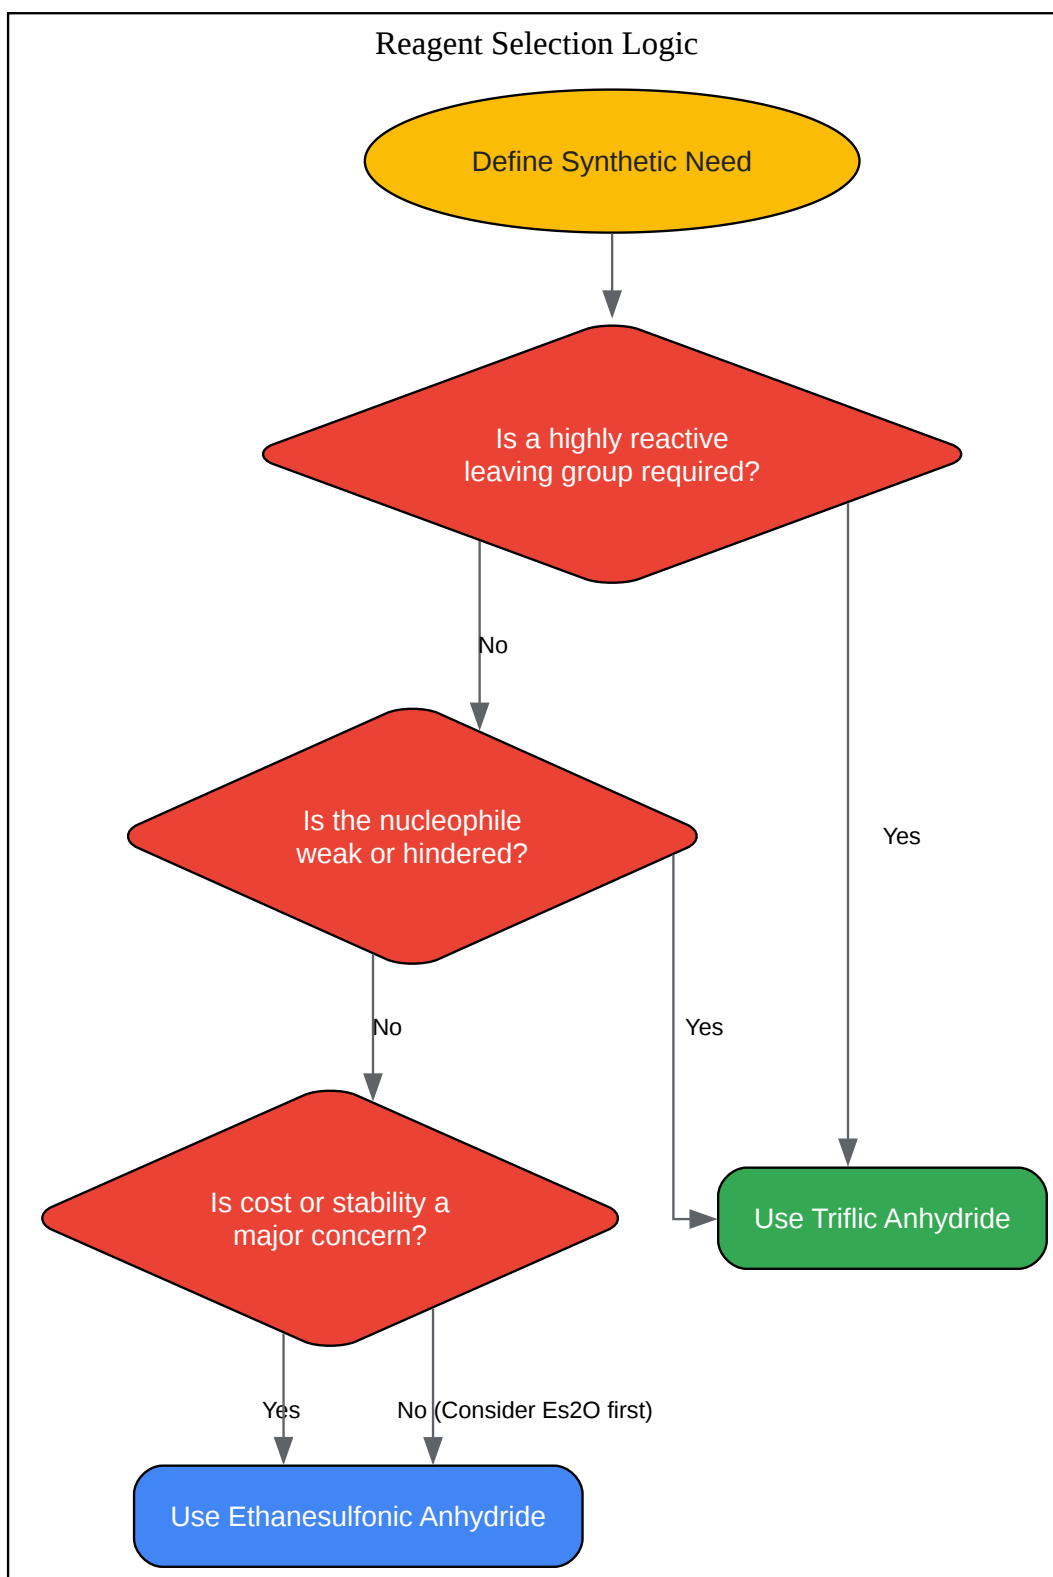 Reagent Selection Logic
Define Synthetic Need
Is a highly reactive
leaving group required?
No
Is the nucleophile
weak or hindered?
Yes
No
Yes
Is cost or stability a
major concern?
Use Triflic Anhydride
Yes
No (Consider Es2O first)
Use Ethanesulfonic Anhydride